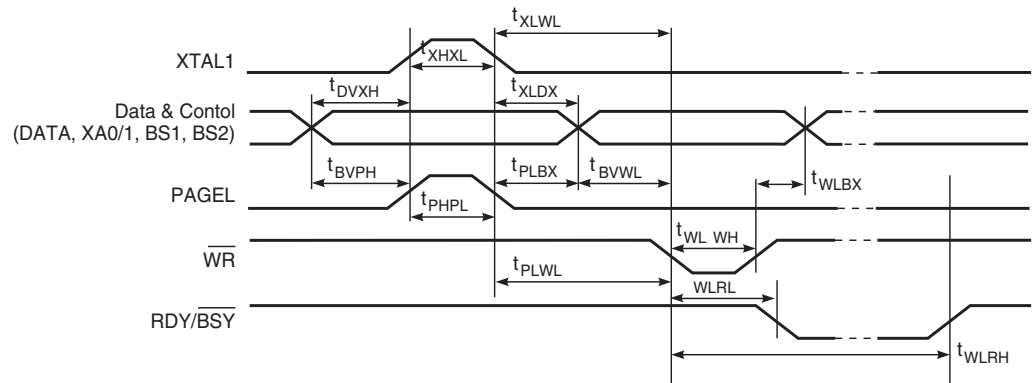 tXLWL
XTAL1
tXHXL
tDVXH
tXLDX
Data & Contol
(DATA, XA0/1, BS1, BS2)
tBVPH
tPLBX
tBVWL
tWLBX
PAGEL
tPHPL
tWL WH
WR
tPLWL
WLRL
RDY/BSY
tWLRH